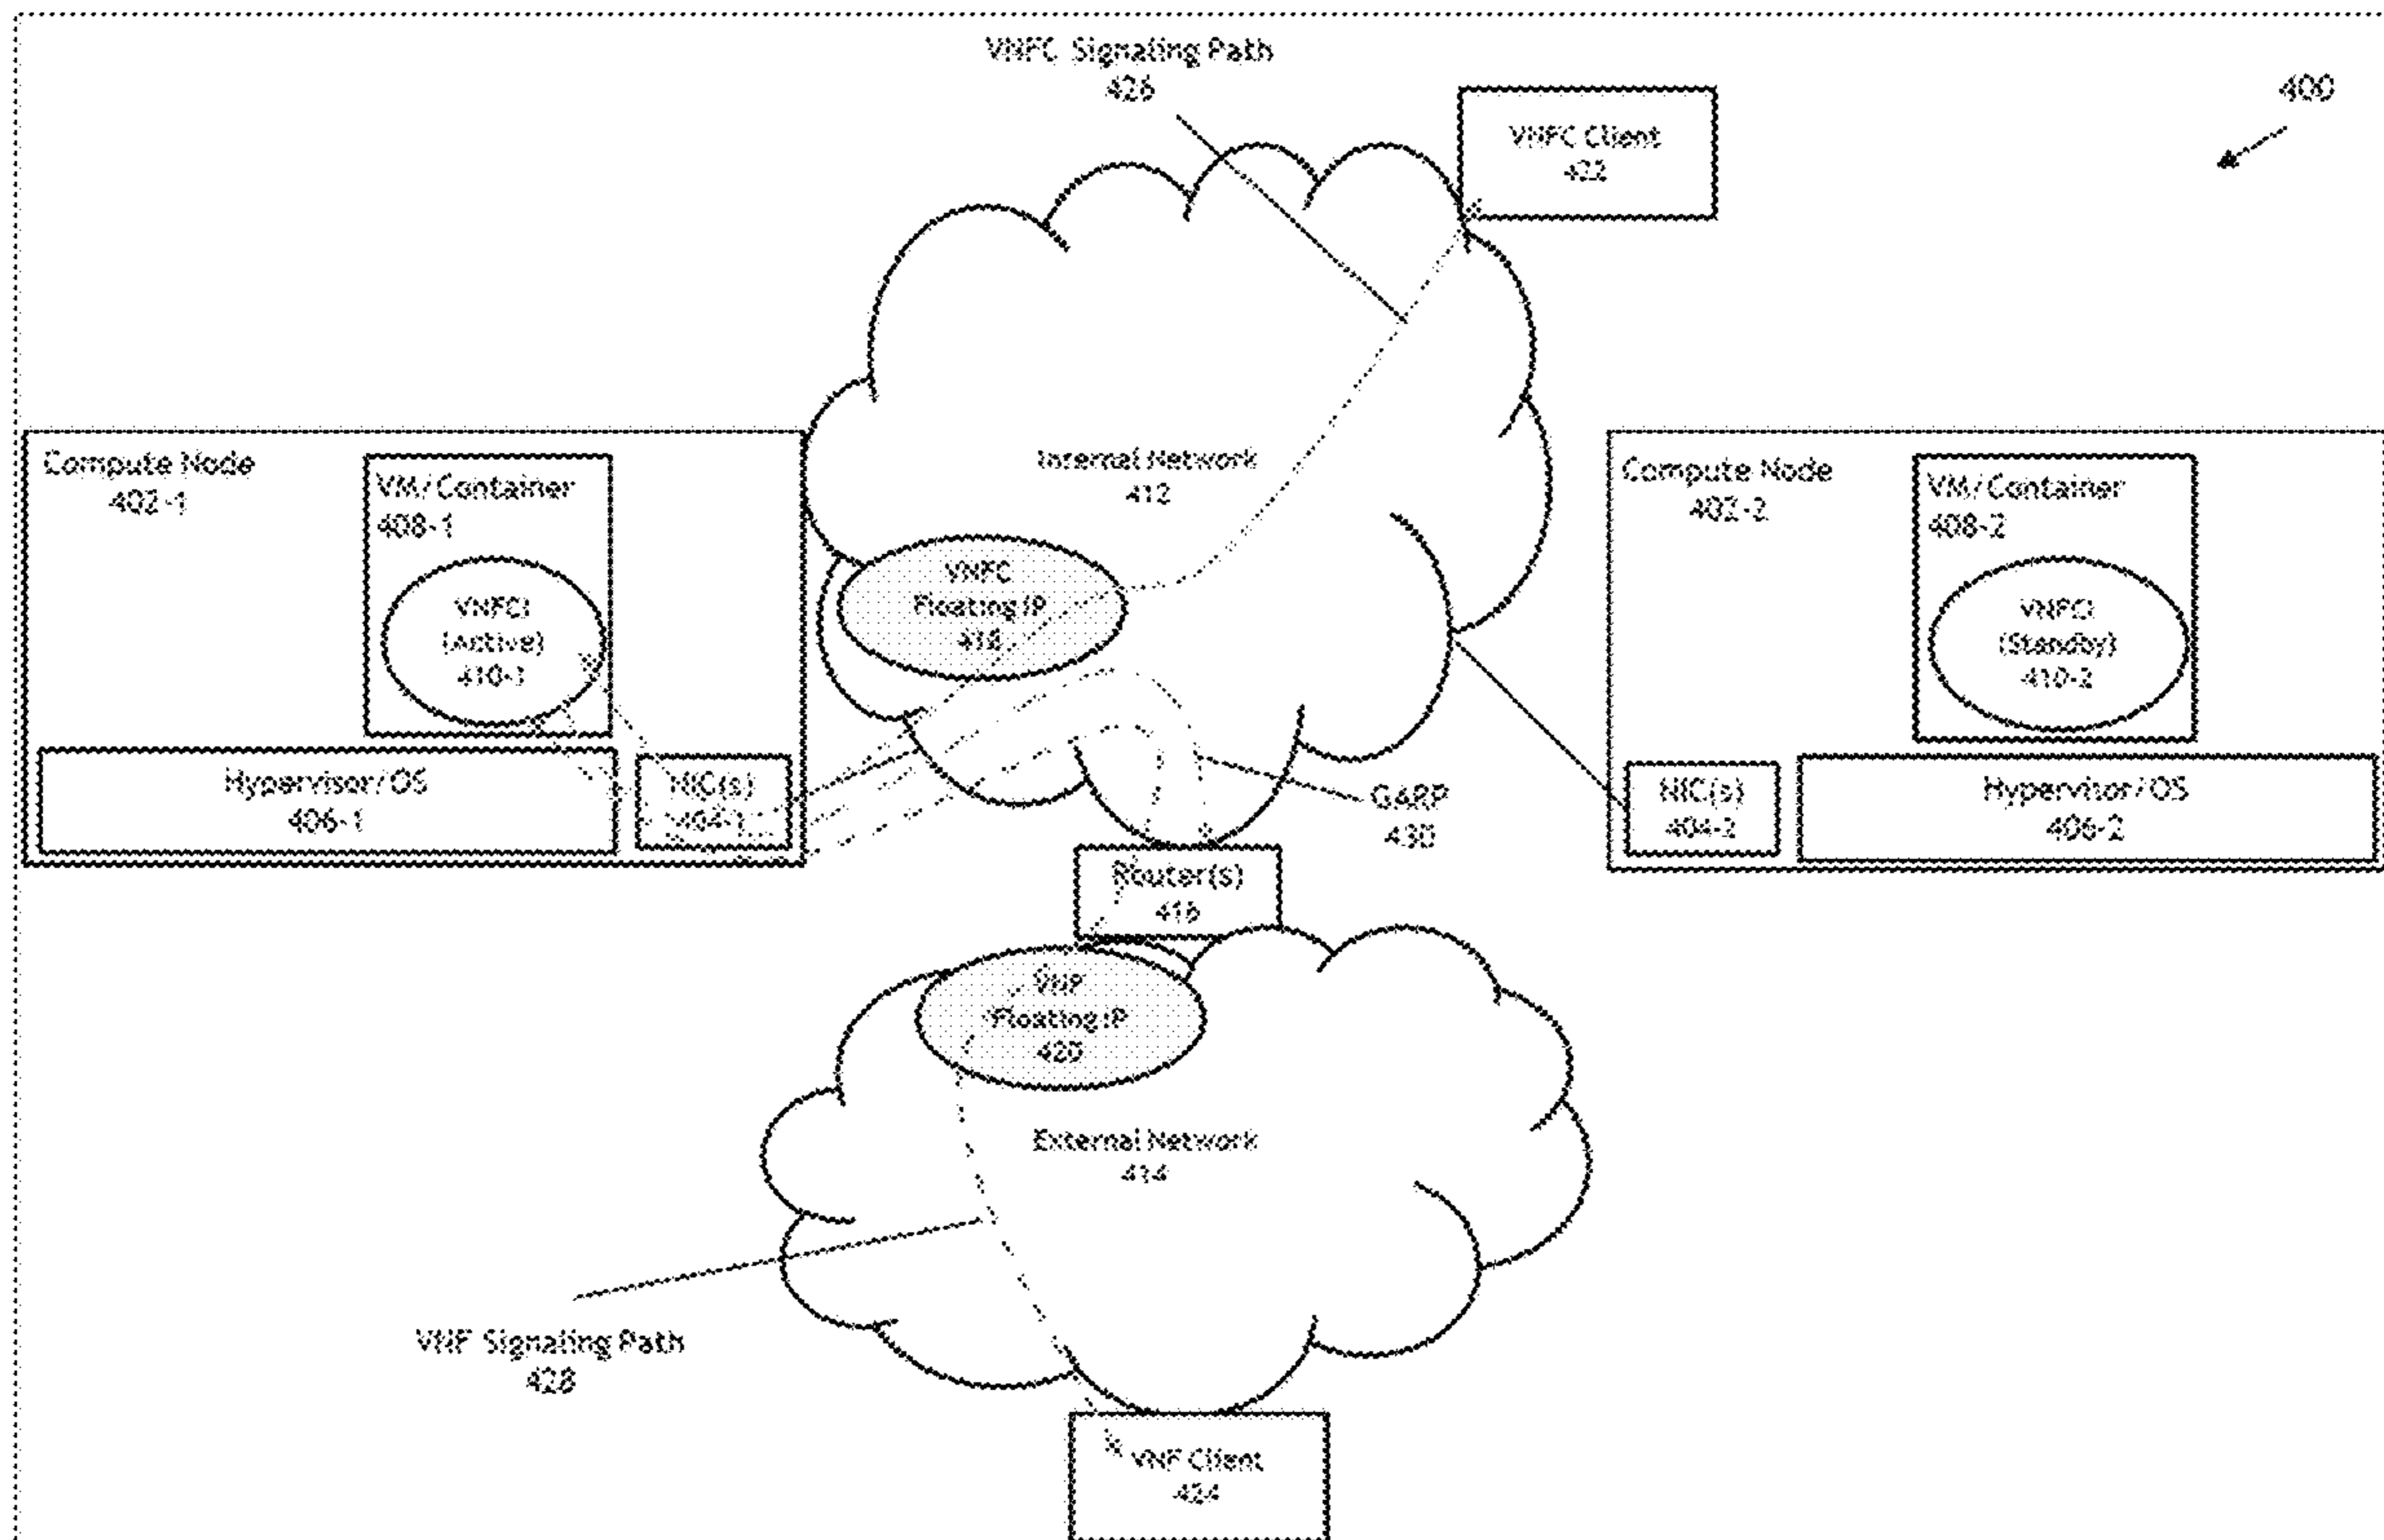 VNFC Signaling Path
426
400
VNFC Client
422
Compute Node
402-1
VM/Container
408-1
VNFCI
(Active)
410-1
Hypervisor/OS
406-1
NIC(s)
404-1
Internal Network
412
VNFC
Floating IP
418
GARP
430
Compute Node
402-2
VM/Container
408-2
VNFCI
(Standby)
410-2
NIC(s)
404-2
Hypervisor/OS
406-2
Router(s)
416
VNF
Floating IP
420
External Network
414
VNF Signaling Path
428
VNF Client
424